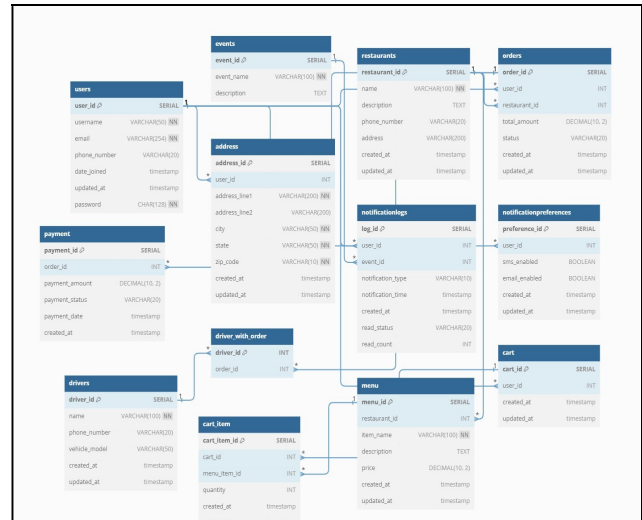 events
event_id SERIAL
event_name VARCHAR(100) NN
description TEXT
restaurants
restaurant_id SERIAL
name VARCHAR(100) NN
description TEXT
phone_number VARCHAR(20)
address VARCHAR(200)
created_at timestamp
updated_at timestamp
orders
order_id SERIAL
user_id INT
restaurant_id INT
total_amount DECIMAL(10, 2)
status VARCHAR(20)
created_at timestamp
updated_at timestamp
users
user_id SERIAL
username VARCHAR(50) NN
email VARCHAR(254) NN
phone_number VARCHAR(20)
date_joined timestamp
updated_at timestamp
password CHAR(128) NN
address
address_id SERIAL
user_id INT
address_line1 VARCHAR(200) NN
address_line2 VARCHAR(200)
city VARCHAR(50) NN
state VARCHAR(50) NN
zip_code VARCHAR(10) NN
created_at timestamp
updated_at timestamp
notificationlogs
log_id SERIAL
user_id INT
event_id INT
notification_type VARCHAR(10)
notification_time timestamp
created_at timestamp
read_status VARCHAR(20)
read_count INT
notificationpreferences
preference_id SERIAL
user_id INT
sms_enabled BOOLEAN
email_enabled BOOLEAN
created_at timestamp
updated_at timestamp
payment
payment_id SERIAL
order_id INT
payment_amount DECIMAL(10, 2)
payment_status VARCHAR(20)
payment_date timestamp
created_at timestamp
driver_with_order
driver_id INT
order_id INT
cart
cart_id SERIAL
user_id INT
created_at timestamp
updated_at timestamp
drivers
driver_id SERIAL
name VARCHAR(100) NN
phone_number VARCHAR(20)
vehicle_model VARCHAR(50)
created_at timestamp
updated_at timestamp
menu
menu_id SERIAL
restaurant_id INT
item_name VARCHAR(100) NN
description TEXT
price DECIMAL(10, 2)
created_at timestamp
updated_at timestamp
cart_item
cart_item_id SERIAL
cart_id INT
menu_item_id INT
quantity INT
created_at timestamp